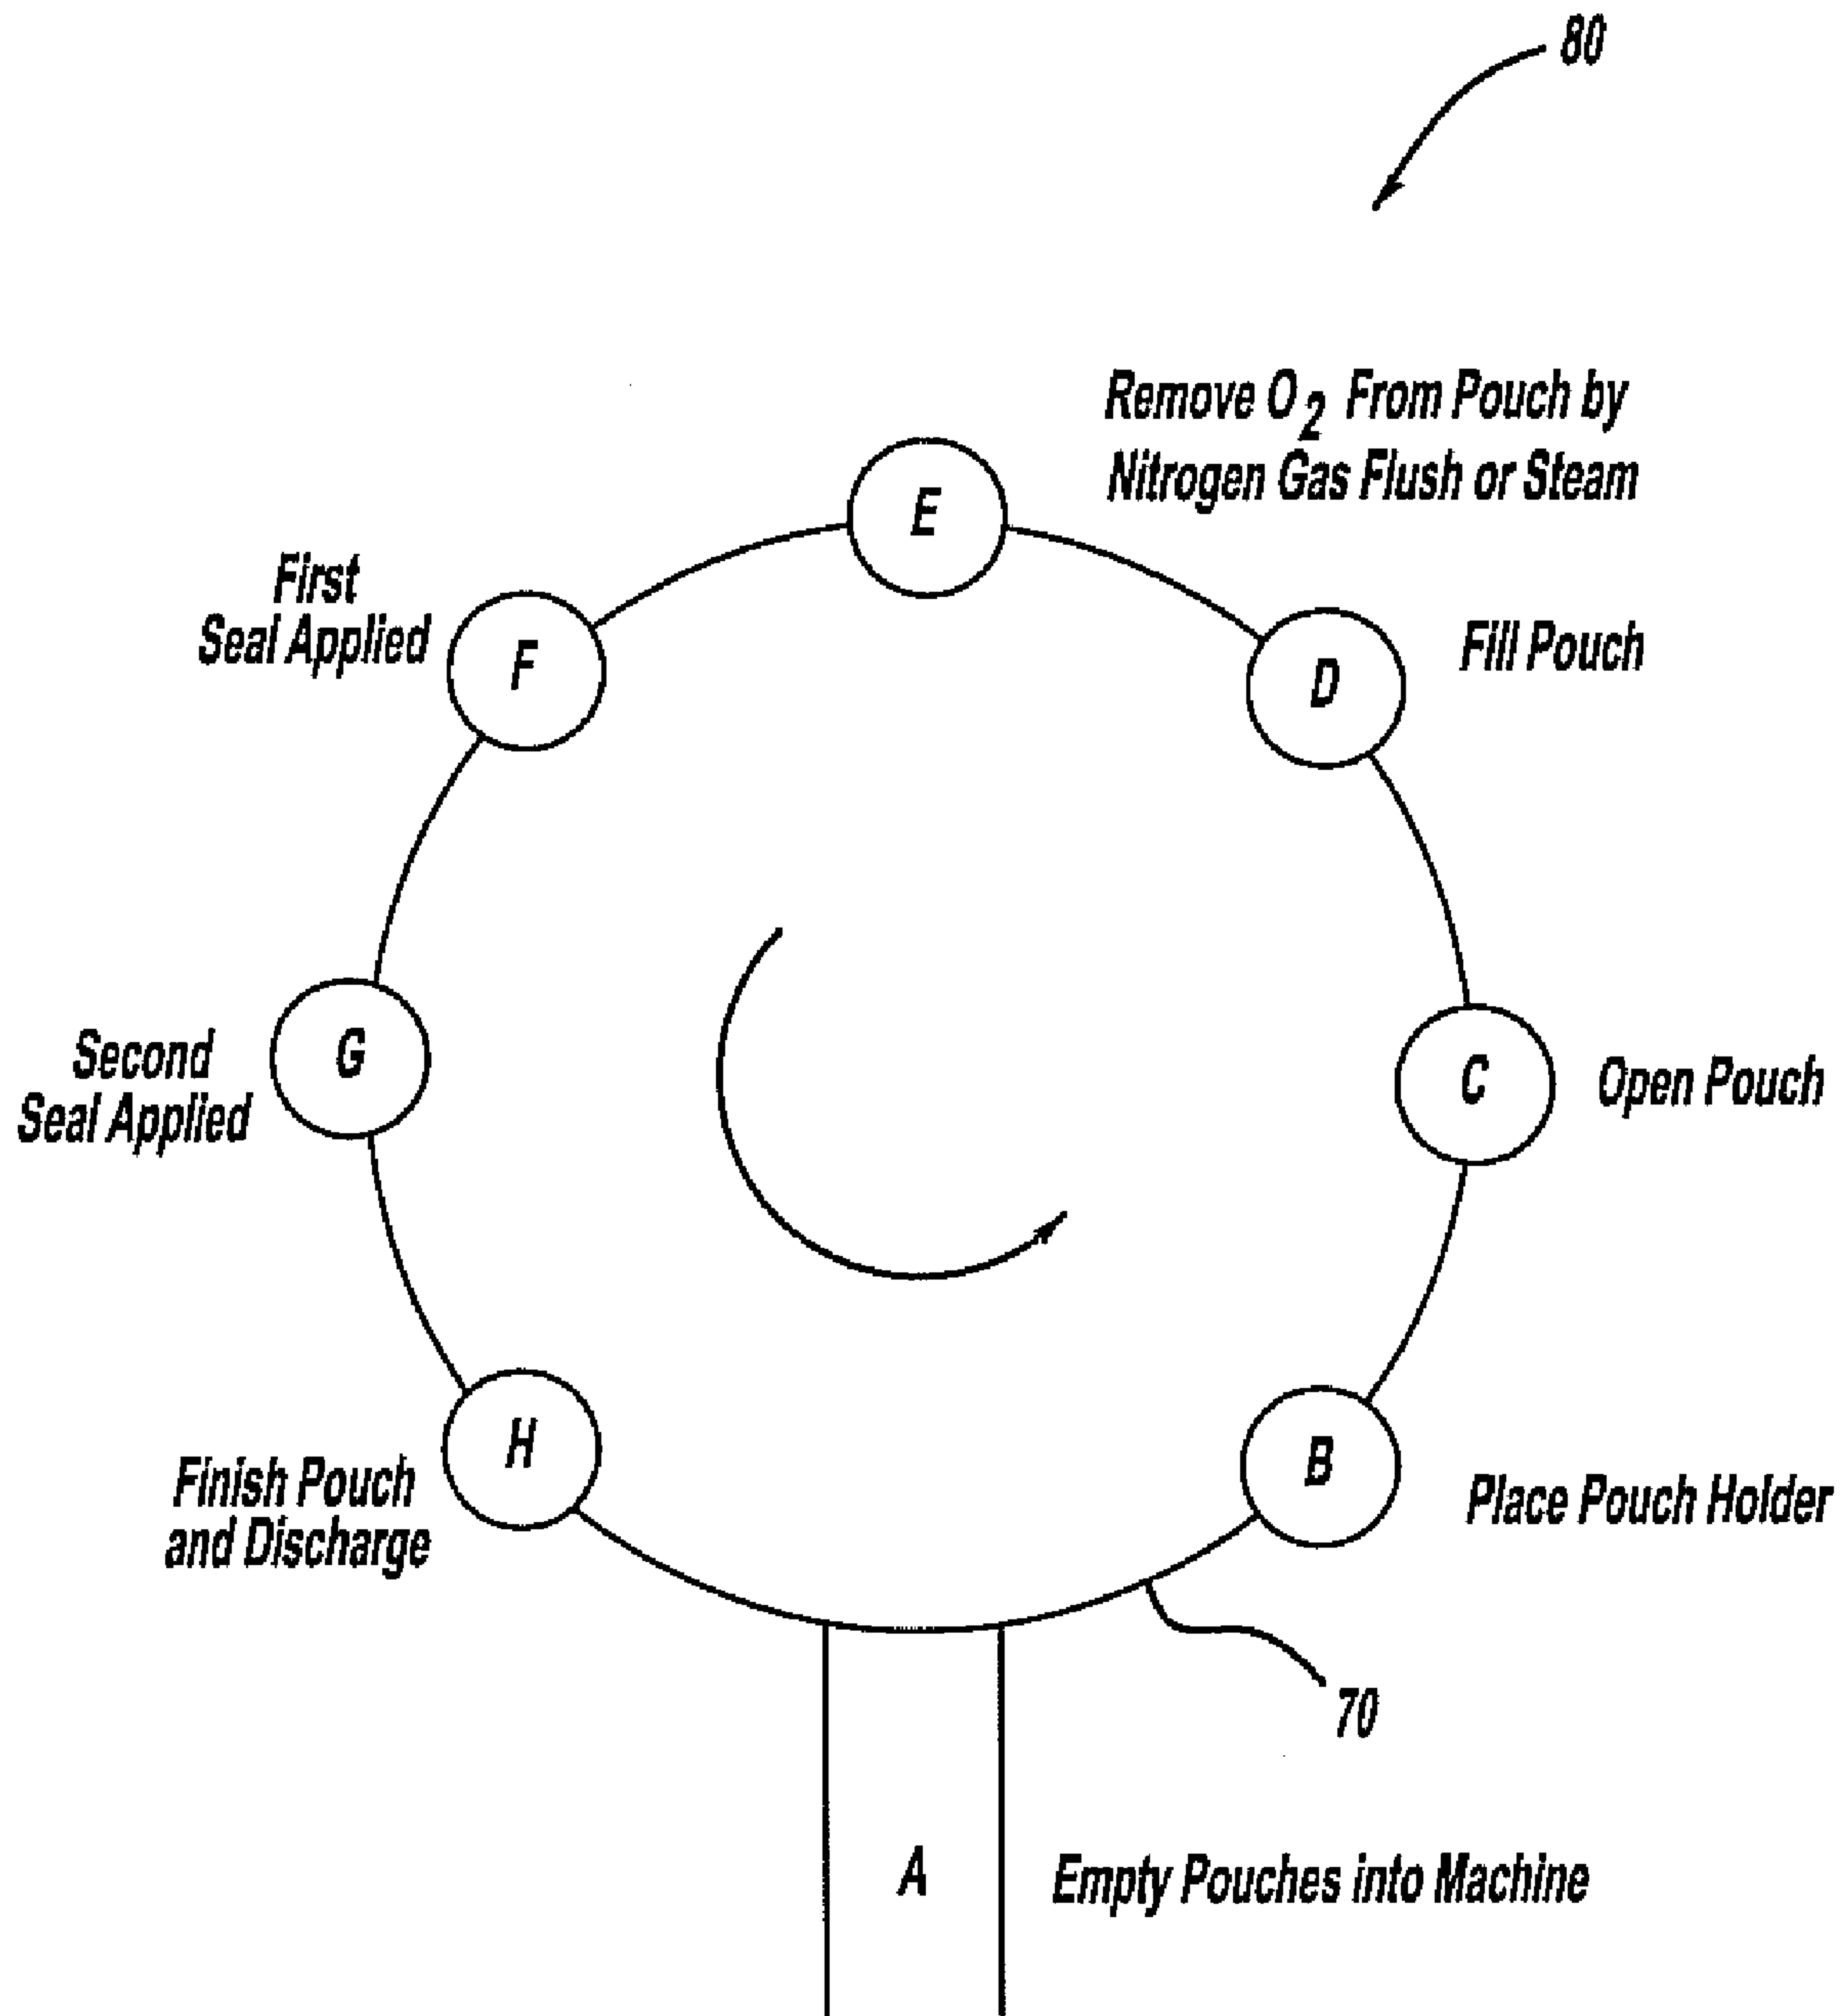 80
Remove O2 From Pouch by
Nitrogen Gas Flush or Steam
E
First
Seal Applied
F
D
Fill Pouch
Second
Seal Applied
G
C
Open Pouch
H
Finish Pouch
and Discharge
B
Place Pouch Holder
70
A
Empty Pouches into Machine